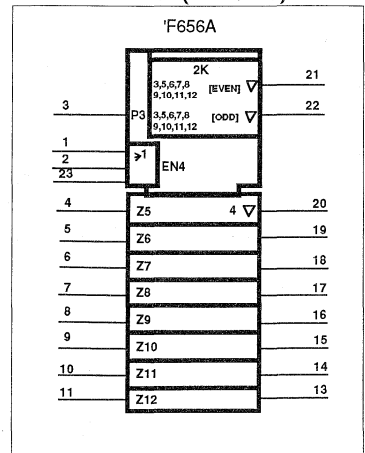 'F656A
2K
3,5,6,7,8
9,10,11,12
[EVEN]
21
3
P3
3,5,6,7,8
9,10,11,12
[ODD]
22
1
2
23
≥1
EN4
4
Z5
4
20
5
Z6
19
6
Z7
18
7
Z8
17
8
Z9
16
9
Z10
15
10
Z11
14
11
Z12
13